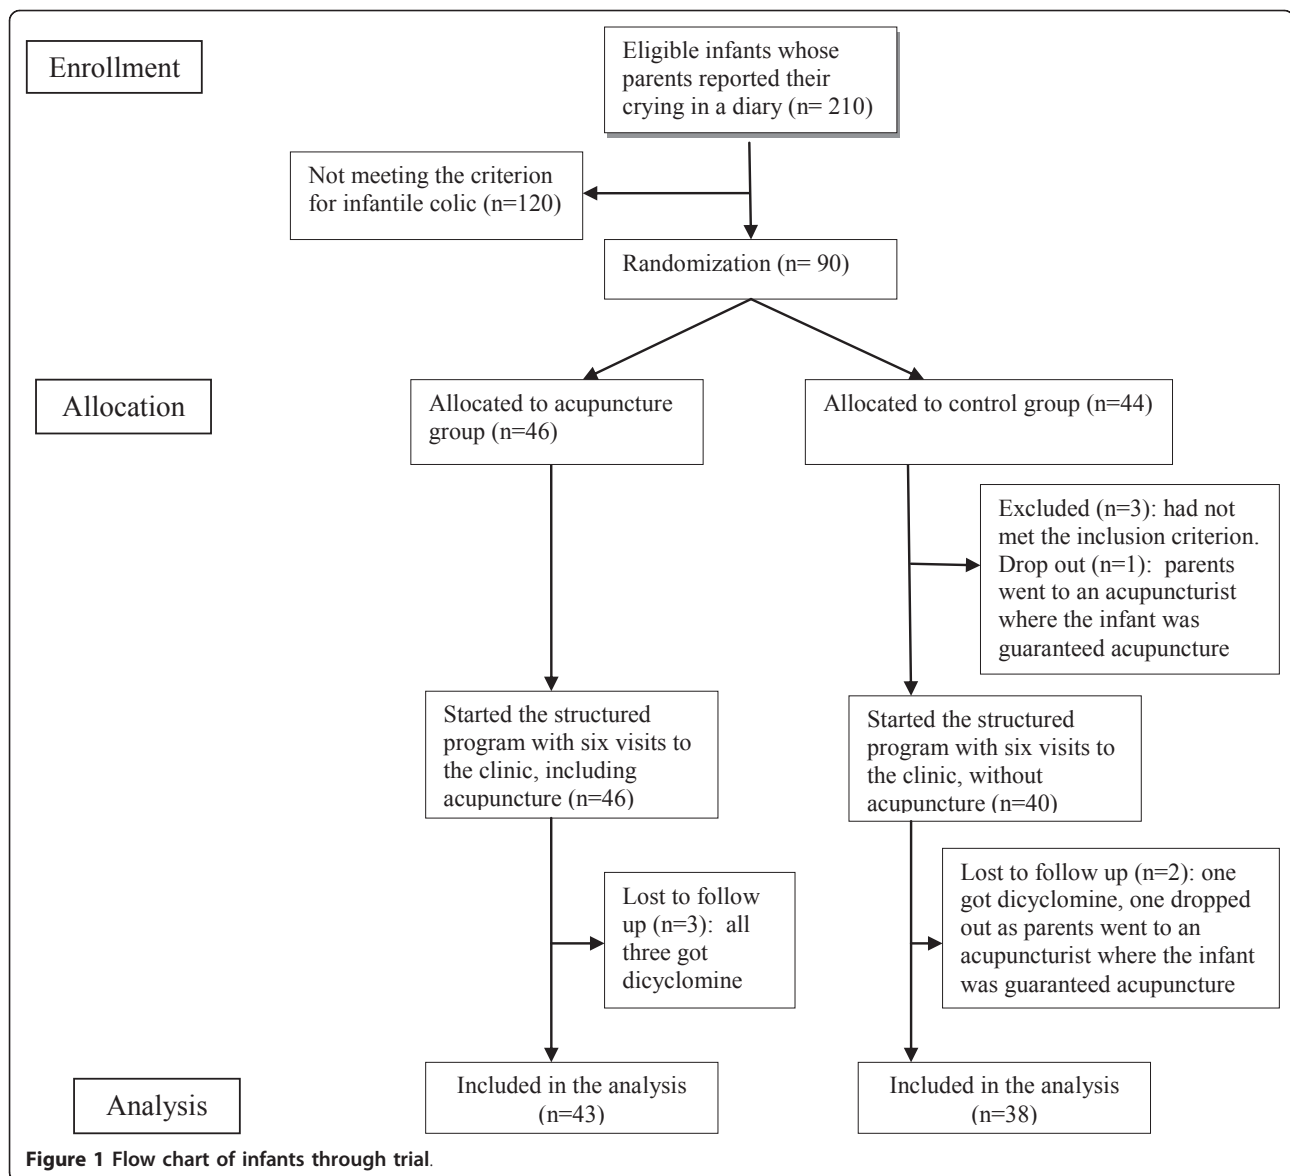 Enrollment
Eligible infants whose
parents reported their
crying in a diary (n= 210)
Not meeting the criterion
for infantile colic (n=120)
Randomization (n= 90)
Allocation
Allocated to acupuncture
group (n=46)
Allocated to control group (n=44)
Excluded (n=3): had not
met the inclusion criterion.
Drop out (n=1): parents
went to an acupuncturist
where the infant was
guaranteed acupuncture
Started the structured
program with six visits to
the clinic, including
acupuncture (n=46)
Started the structured
program with six visits to
the clinic, without
acupuncture (n=40)
Lost to follow
up (n=3): all
three got
dicyclomine
Lost to follow up (n=2): one
got dicyclomine, one dropped
out as parents went to an
acupuncturist where the infant
was guaranteed acupuncture
Analysis
Included in the analysis
(n=43)
Included in the analysis
(n=38)
Figure 1 Flow chart of infants through trial.